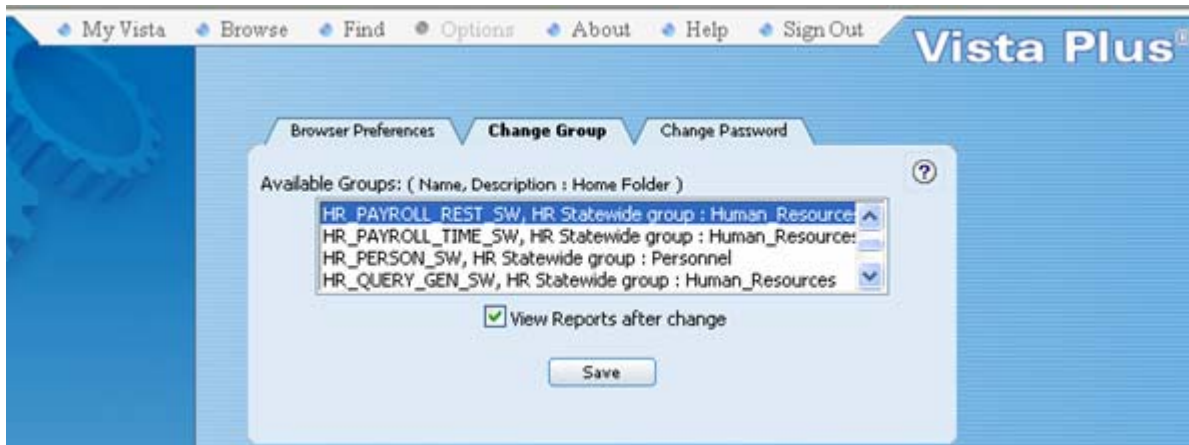 My Vista Browse Find Options About Help Sign Out
Vista Plus®
Browser Preferences Change Group Change Password
Available Groups: ( Name, Description : Home Folder )
?
HR_PAYROLL_REST_SW, HR Statewide group : Human_Resources
HR_PAYROLL_TIME_SW, HR Statewide group : Human_Resources
HR_PERSON_SW, HR Statewide group : Personnel
HR_QUERY_GEN_SW, HR Statewide group : Human_Resources
View Reports after change
Save